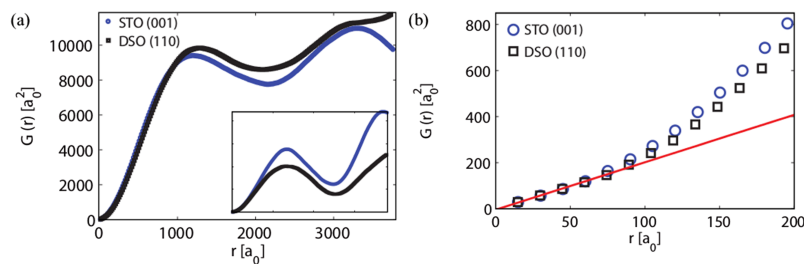 (a)
STO (001)
DSO (110)
G (r) [a₀²]
10000
8000
6000
4000
2000
0
0 1000 2000 3000
r [a₀]
(b)
STO (001)
DSO (110)
G (r) [a₀²]
800
600
400
200
0
0 50 100 150 200
r [a₀]